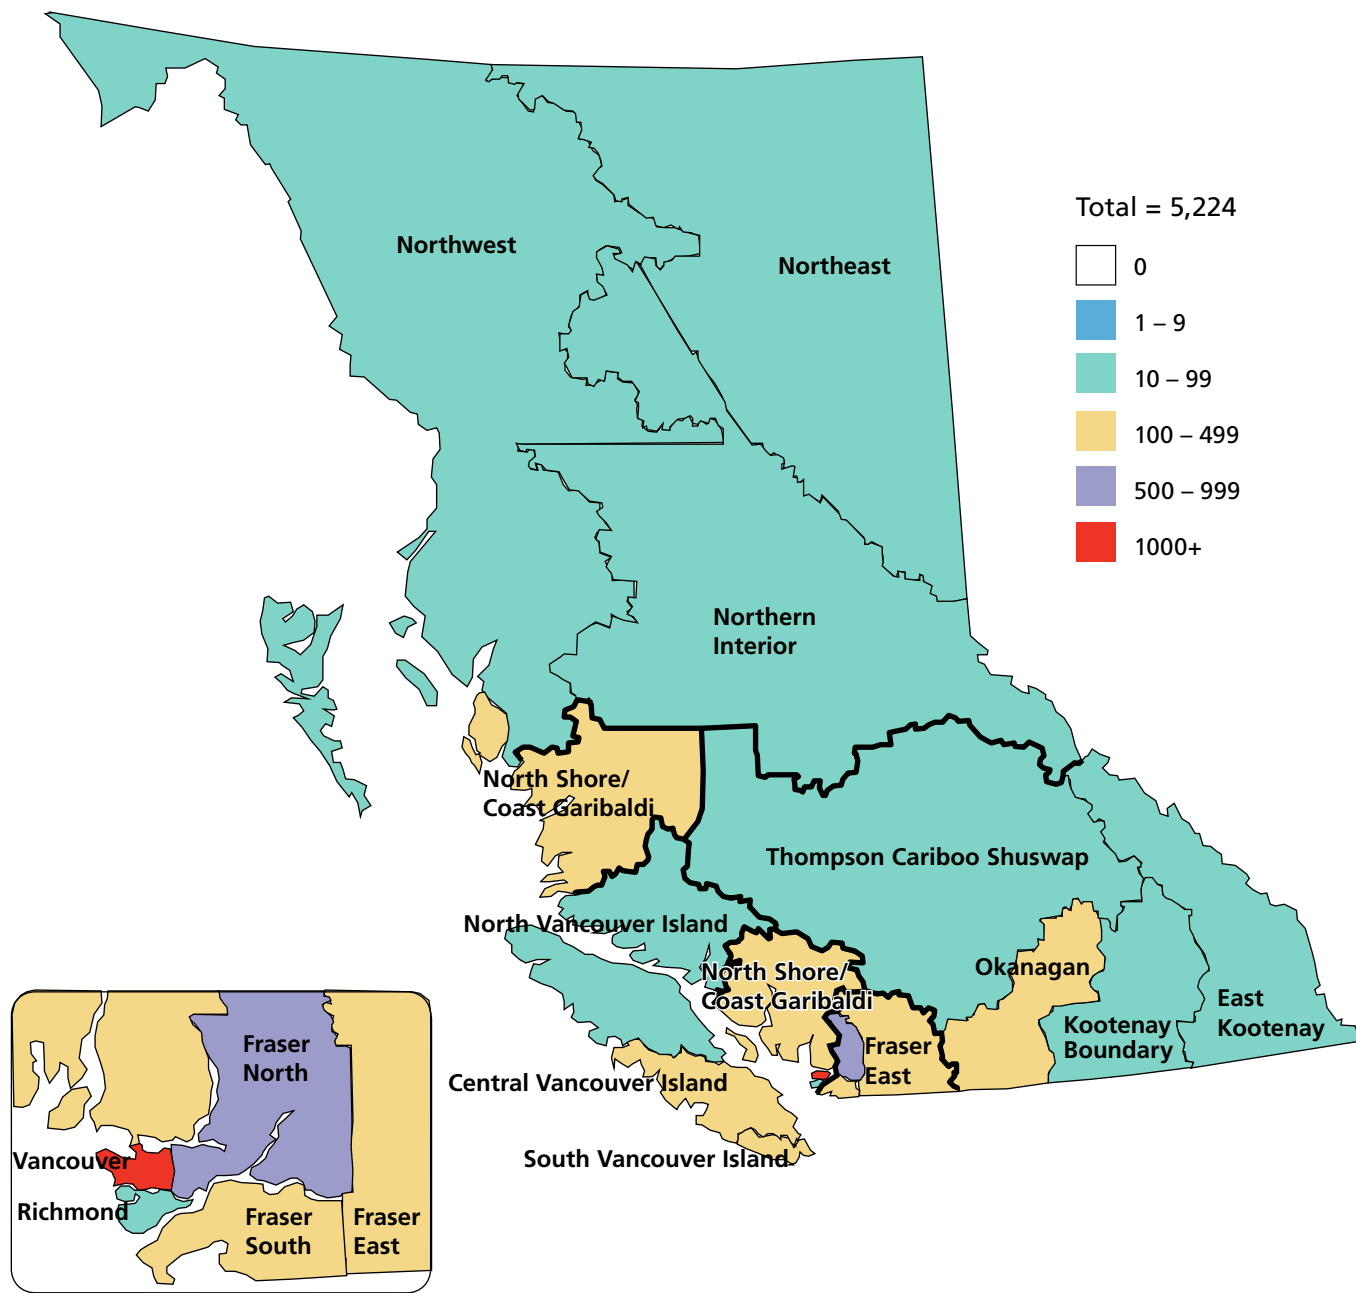 Northwest
Northeast
Total = 5,224
0
1 – 9
10 – 99
100 – 499
500 – 999
1000+
Northern
Interior
North Shore/
Coast Garibaldi
Thompson Cariboo Shuswap
North Vancouver Island
North Shore/
Coast Garibaldi
Okanagan
Kootenay
Boundary
East
Kootenay
Fraser
East
Central Vancouver Island
South Vancouver Island
Fraser
North
Vancouver
Richmond
Fraser
South
Fraser
East